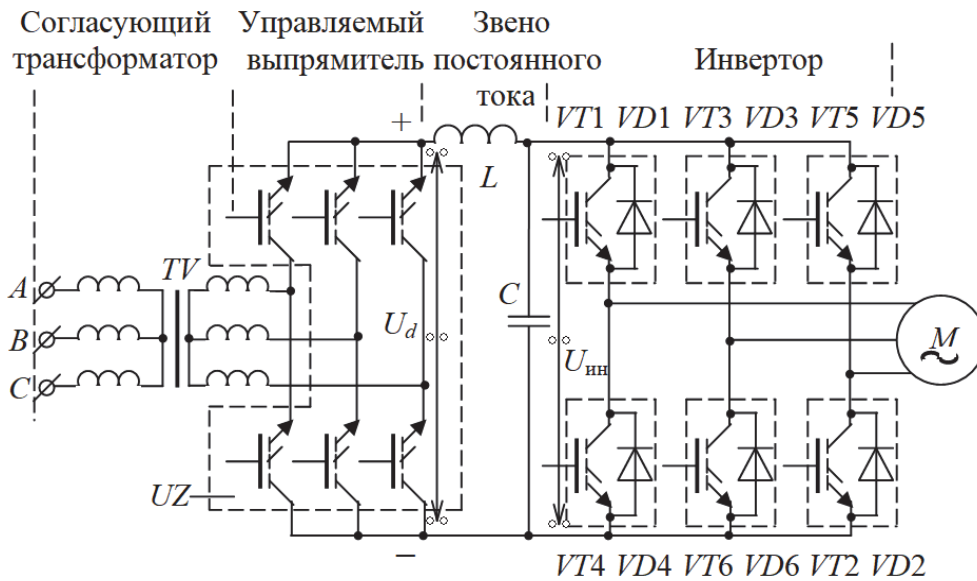 Согласующий
трансформатор
Управляемый
выпрямитель
Звено
постоянного
тока
Инвертор
VT1 VD1 VT3 VD3 VT5 VD5
+
L
TV
A
B
C
U_d
C
U_ин
M
UZ
−
VT4 VD4 VT6 VD6 VT2 VD2